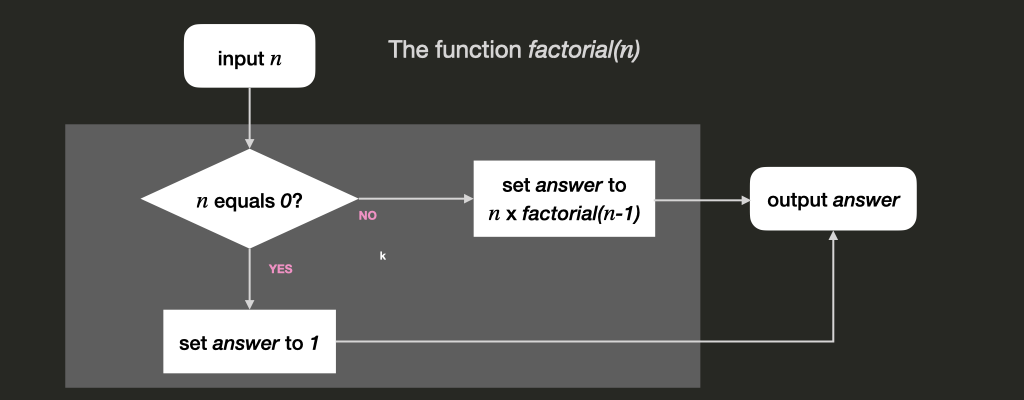 The function factorial(n)
input n
n equals 0?
NO
set answer to
n x factorial(n-1)
output answer
k
YES
set answer to 1